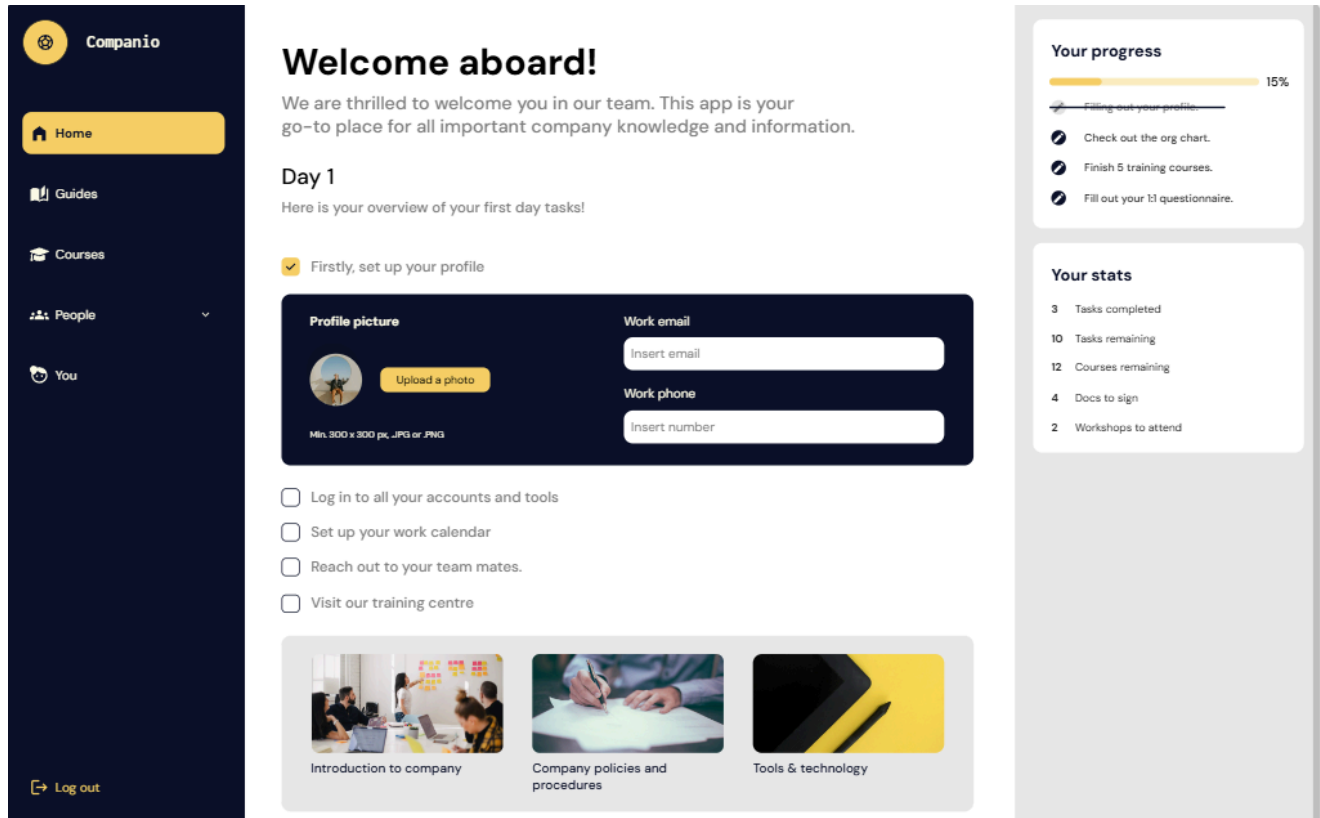 Companio
Home
Guides
Courses
People
You
Log out
Welcome aboard!
We are thrilled to welcome you in our team. This app is your
go-to place for all important company knowledge and information.
Day 1
Here is your overview of your first day tasks!
Firstly, set up your profile
Profile picture
Upload a photo
Min. 300 x 300 px, .JPG or .PNG
Work email
Insert email
Work phone
Insert number
Log in to all your accounts and tools
Set up your work calendar
Reach out to your team mates.
Visit our training centre
Introduction to company
Company policies and
procedures
Tools & technology
Your progress
15%
Filling out your profile.
Check out the org chart.
Finish 5 training courses.
Fill out your 1:1 questionnaire.
Your stats
3 Tasks completed
10 Tasks remaining
12 Courses remaining
4 Docs to sign
2 Workshops to attend